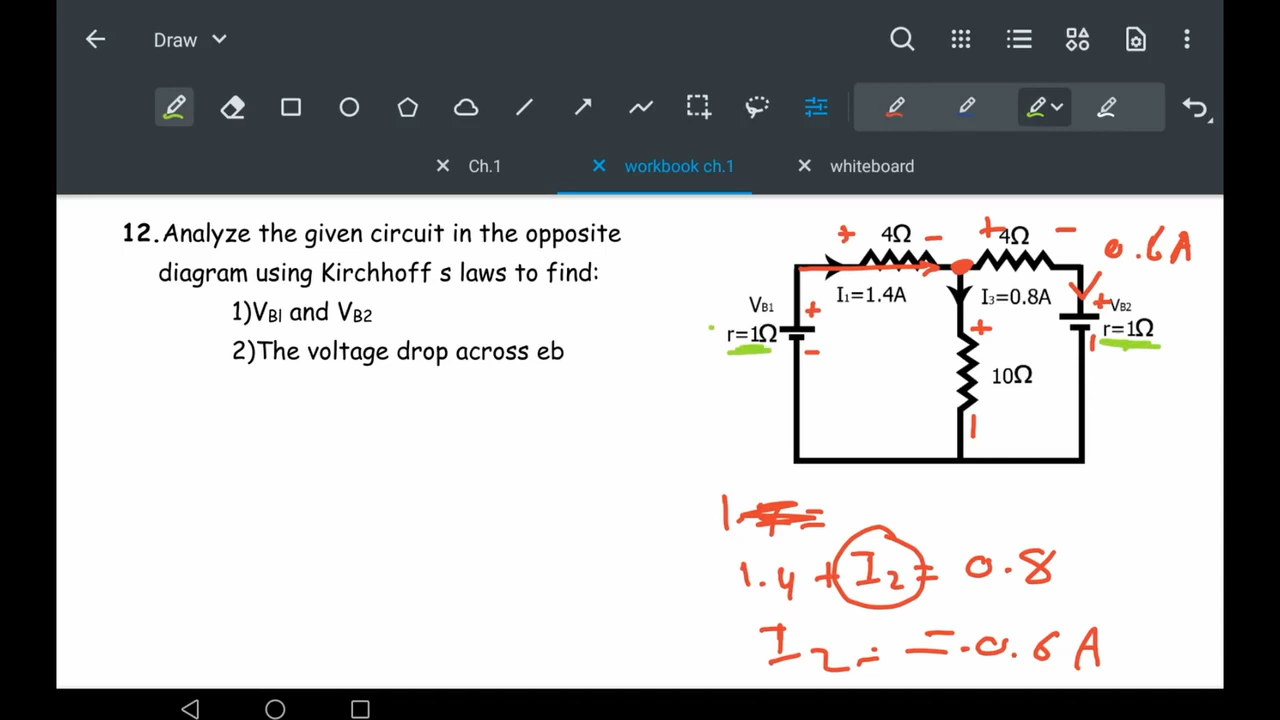 Draw
Ch.1
workbook ch.1
whiteboard
12. Analyze the given circuit in the opposite
diagram using Kirchhoff s laws to find:
1)VB1 and VB2
2)The voltage drop across eb
+ 4Ω -
+ 4Ω -
0.6A
I₁=1.4A
I₃=0.8A
VB1
+
r=1Ω
-
+
10Ω
+ VB2
r=1Ω
1.4 + I₂ = 0.8
I₂ = = -0.6 A